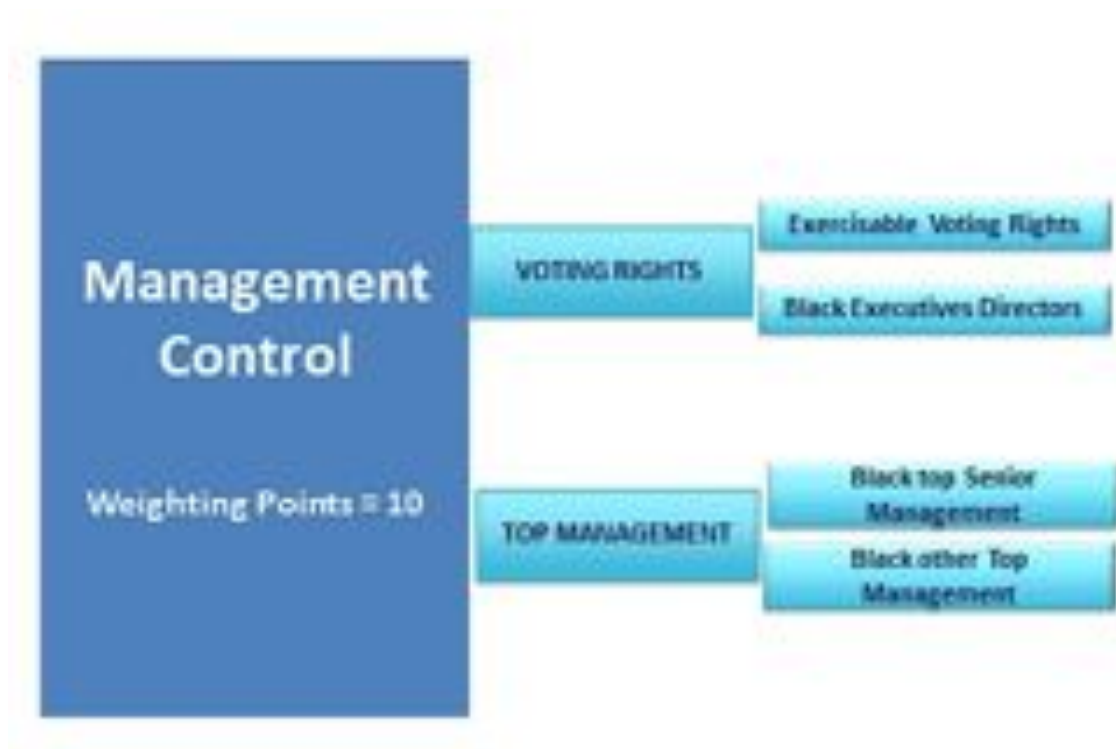 Management
Control
Weighting Points = 10
VOTING RIGHTS
Exercisable Voting Rights
Black Executives Directors
TOP MANAGEMENT
Black top Senior
Management
Black other Top
Management